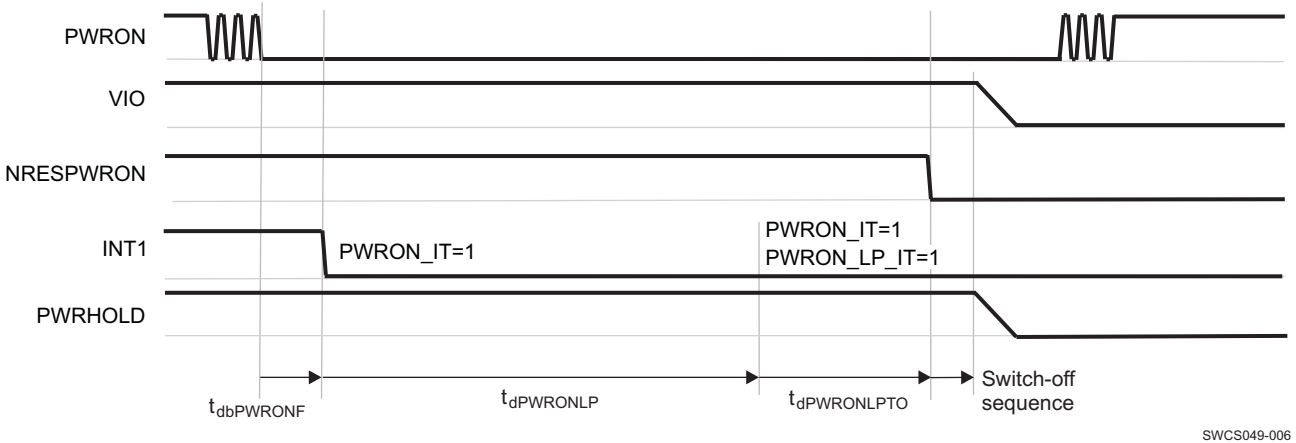 PWRON
VIO
NRESPWRON
INT1
PWRON_IT=1
PWRON_IT=1
PWRON_LP_IT=1
PWRHOLD
tdbPWRONF
tdPWRONLP
tdPWRONLPTO
Switch-off
sequence
SWCS049-006